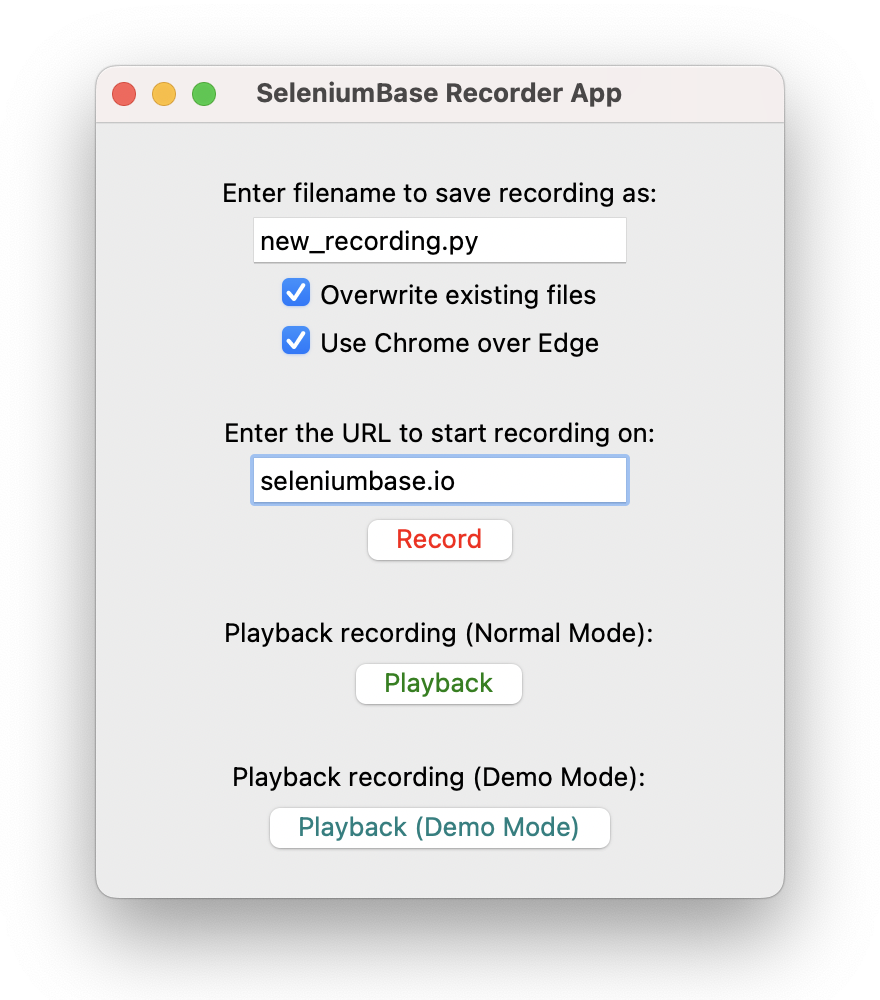 SeleniumBase Recorder App
Enter filename to save recording as:
new_recording.py
Overwrite existing files
Use Chrome over Edge
Enter the URL to start recording on:
seleniumbase.io
Record
Playback recording (Normal Mode):
Playback
Playback recording (Demo Mode):
Playback (Demo Mode)